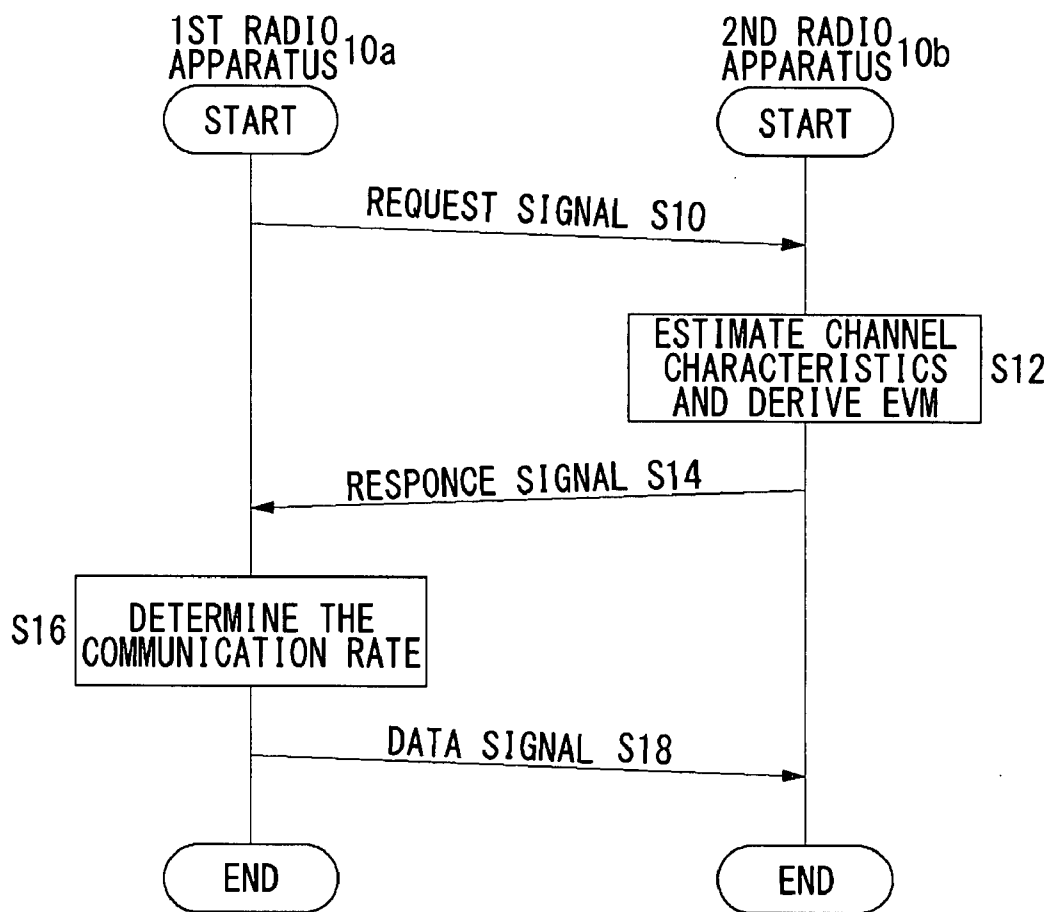 1ST RADIO
APPARATUS 10a
2ND RADIO
APPARATUS 10b
START
START
REQUEST SIGNAL S10
ESTIMATE CHANNEL
CHARACTERISTICS
AND DERIVE EVM
S12
RESPONCE SIGNAL S14
S16
DETERMINE THE
COMMUNICATION RATE
DATA SIGNAL S18
END
END